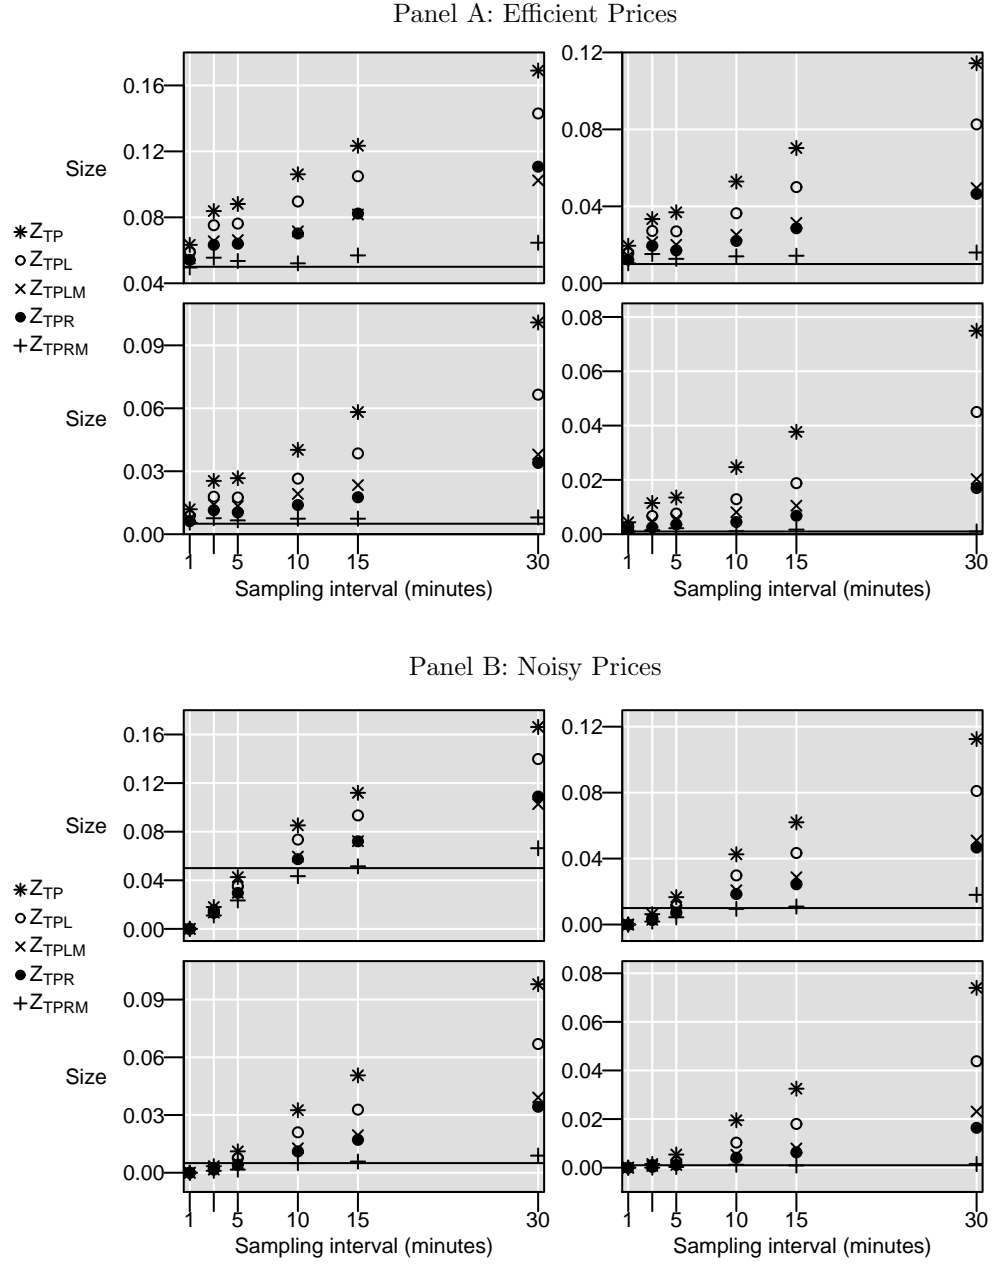 Panel A: Efficient Prices
0.16
0.12
0.08
0.04
Size
0.12
0.08
0.04
0.00
Z_TP
Z_TPL
Z_TPLM
Z_TPR
Z_TPRM
0.09
0.06
0.03
0.00
Size
1 5 10 15 30
Sampling interval (minutes)
0.08
0.06
0.04
0.02
0.00
1 5 10 15 30
Sampling interval (minutes)
Panel B: Noisy Prices
0.16
0.12
0.08
0.04
0.00
Size
0.12
0.08
0.04
0.00
Z_TP
Z_TPL
Z_TPLM
Z_TPR
Z_TPRM
0.09
0.06
0.03
0.00
Size
1 5 10 15 30
Sampling interval (minutes)
0.08
0.06
0.04
0.02
0.00
1 5 10 15 30
Sampling interval (minutes)